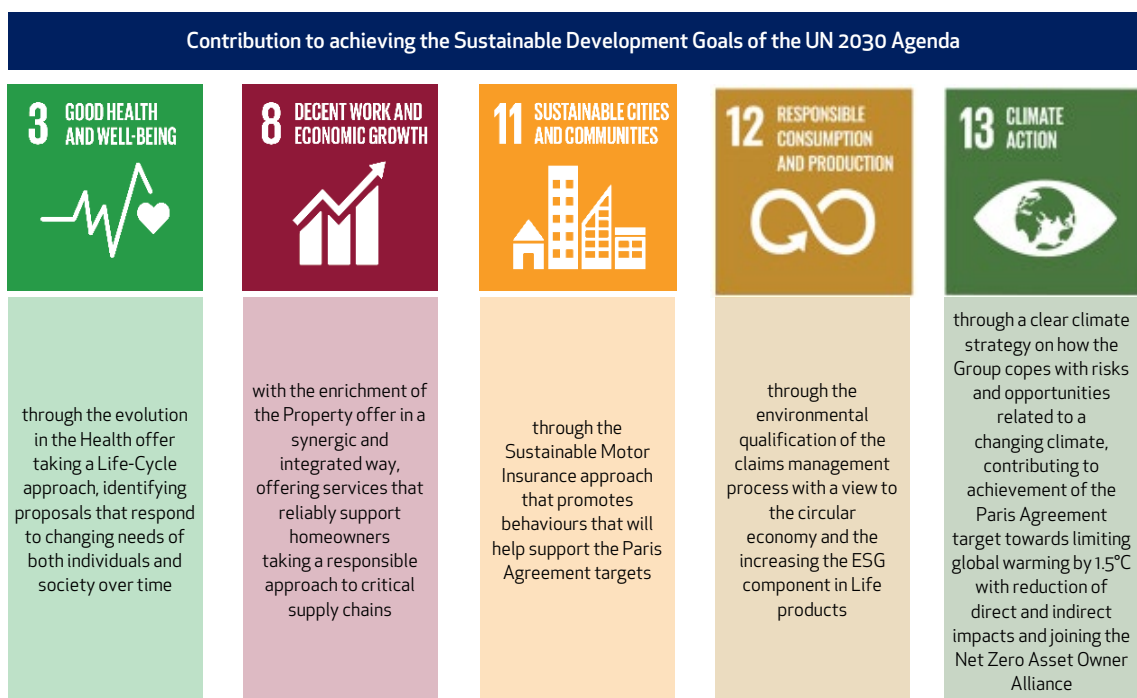 Contribution to achieving the Sustainable Development Goals of the UN 2030 Agenda
3 GOOD HEALTH
AND WELL-BEING
through the evolution
in the Health offer
taking a Life-Cycle
approach, identifying
proposals that respond
to changing needs of
both individuals and
society over time
8 DECENT WORK AND
ECONOMIC GROWTH
with the enrichment of
the Property offer in a
synergic and
integrated way,
offering services that
reliably support
homeowners
taking a responsible
approach to critical
supply chains
11 SUSTAINABLE CITIES
AND COMMUNITIES
through the
Sustainable Motor
Insurance approach
that promotes
behaviours that will
help support the Paris
Agreement targets
12 RESPONSIBLE
CONSUMPTION
AND PRODUCTION
through the
environmental
qualification of the
claims management
process with a view to
the circular
economy and the
increasing the ESG
component in Life
products
13 CLIMATE
ACTION
through a clear climate
strategy on how the
Group copes with risks
and opportunities
related to a
changing climate,
contributing to
achievement of the
Paris Agreement
target towards limiting
global warming by 1.5°C
with reduction of
direct and indirect
impacts and joining the
Net Zero Asset Owner
Alliance